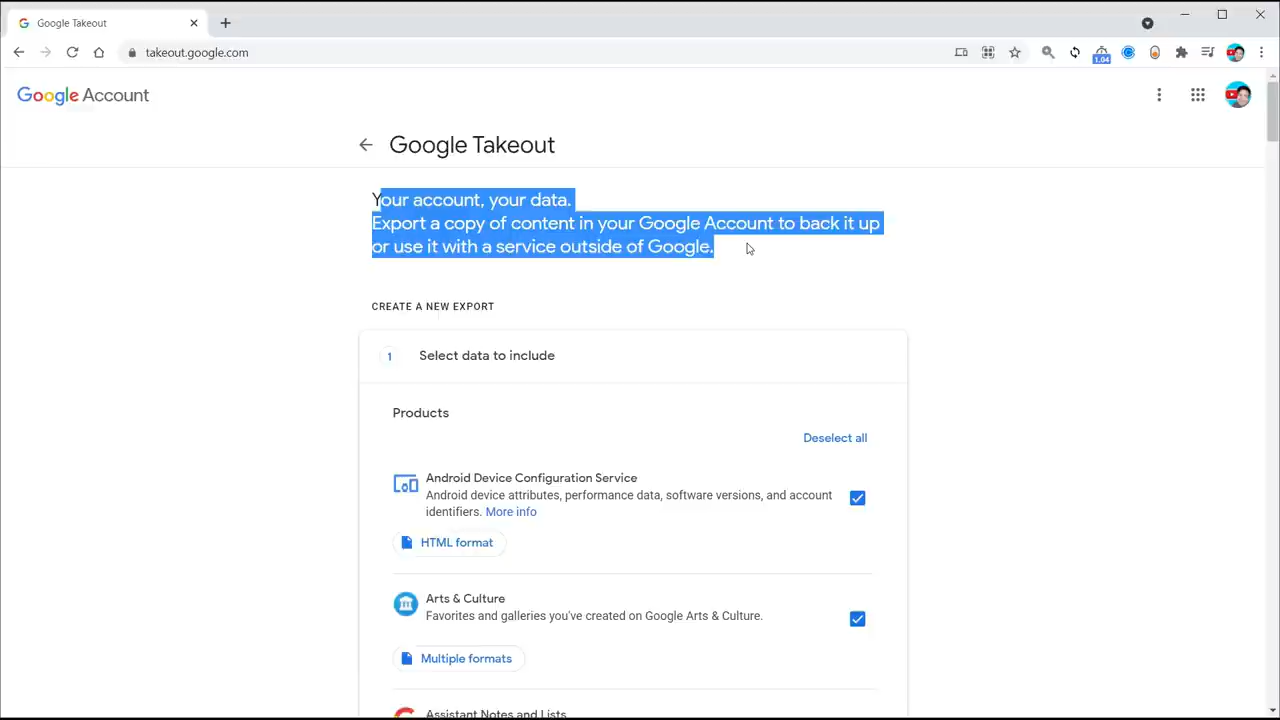 Google Takeout
takeout.google.com
1.04
Google Account
Google Takeout
Your account, your data.
Export a copy of content in your Google Account to back it up
or use it with a service outside of Google.
CREATE A NEW EXPORT
1 Select data to include
Products
Deselect all
Android Device Configuration Service
Android device attributes, performance data, software versions, and account
identifiers. More info
HTML format
Arts & Culture
Favorites and galleries you've created on Google Arts & Culture.
Multiple formats
Assistant Notes and Lists